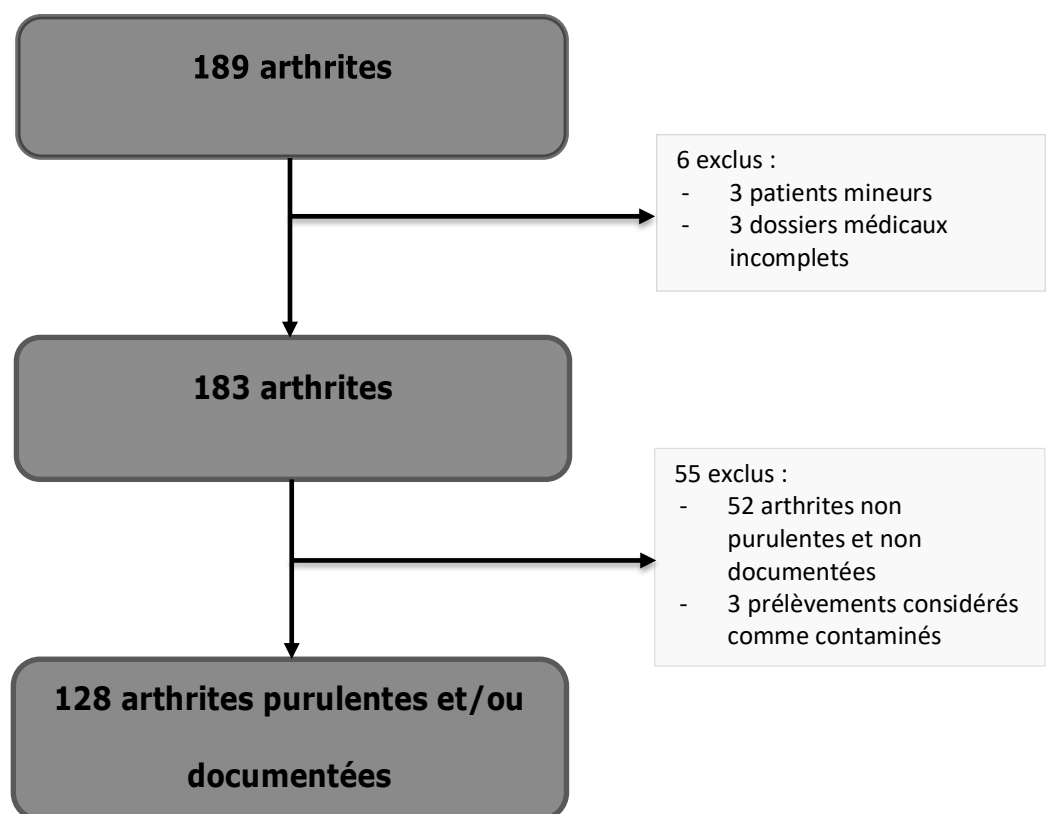 189 arthrites
6 exclus :
- 3 patients mineurs
- 3 dossiers médicaux
incomplets
183 arthrites
55 exclus :
- 52 arthrites non
purulentes et non
documentées
- 3 prélèvements considérés
comme contaminés
128 arthrites purulentes et/ou
documentées